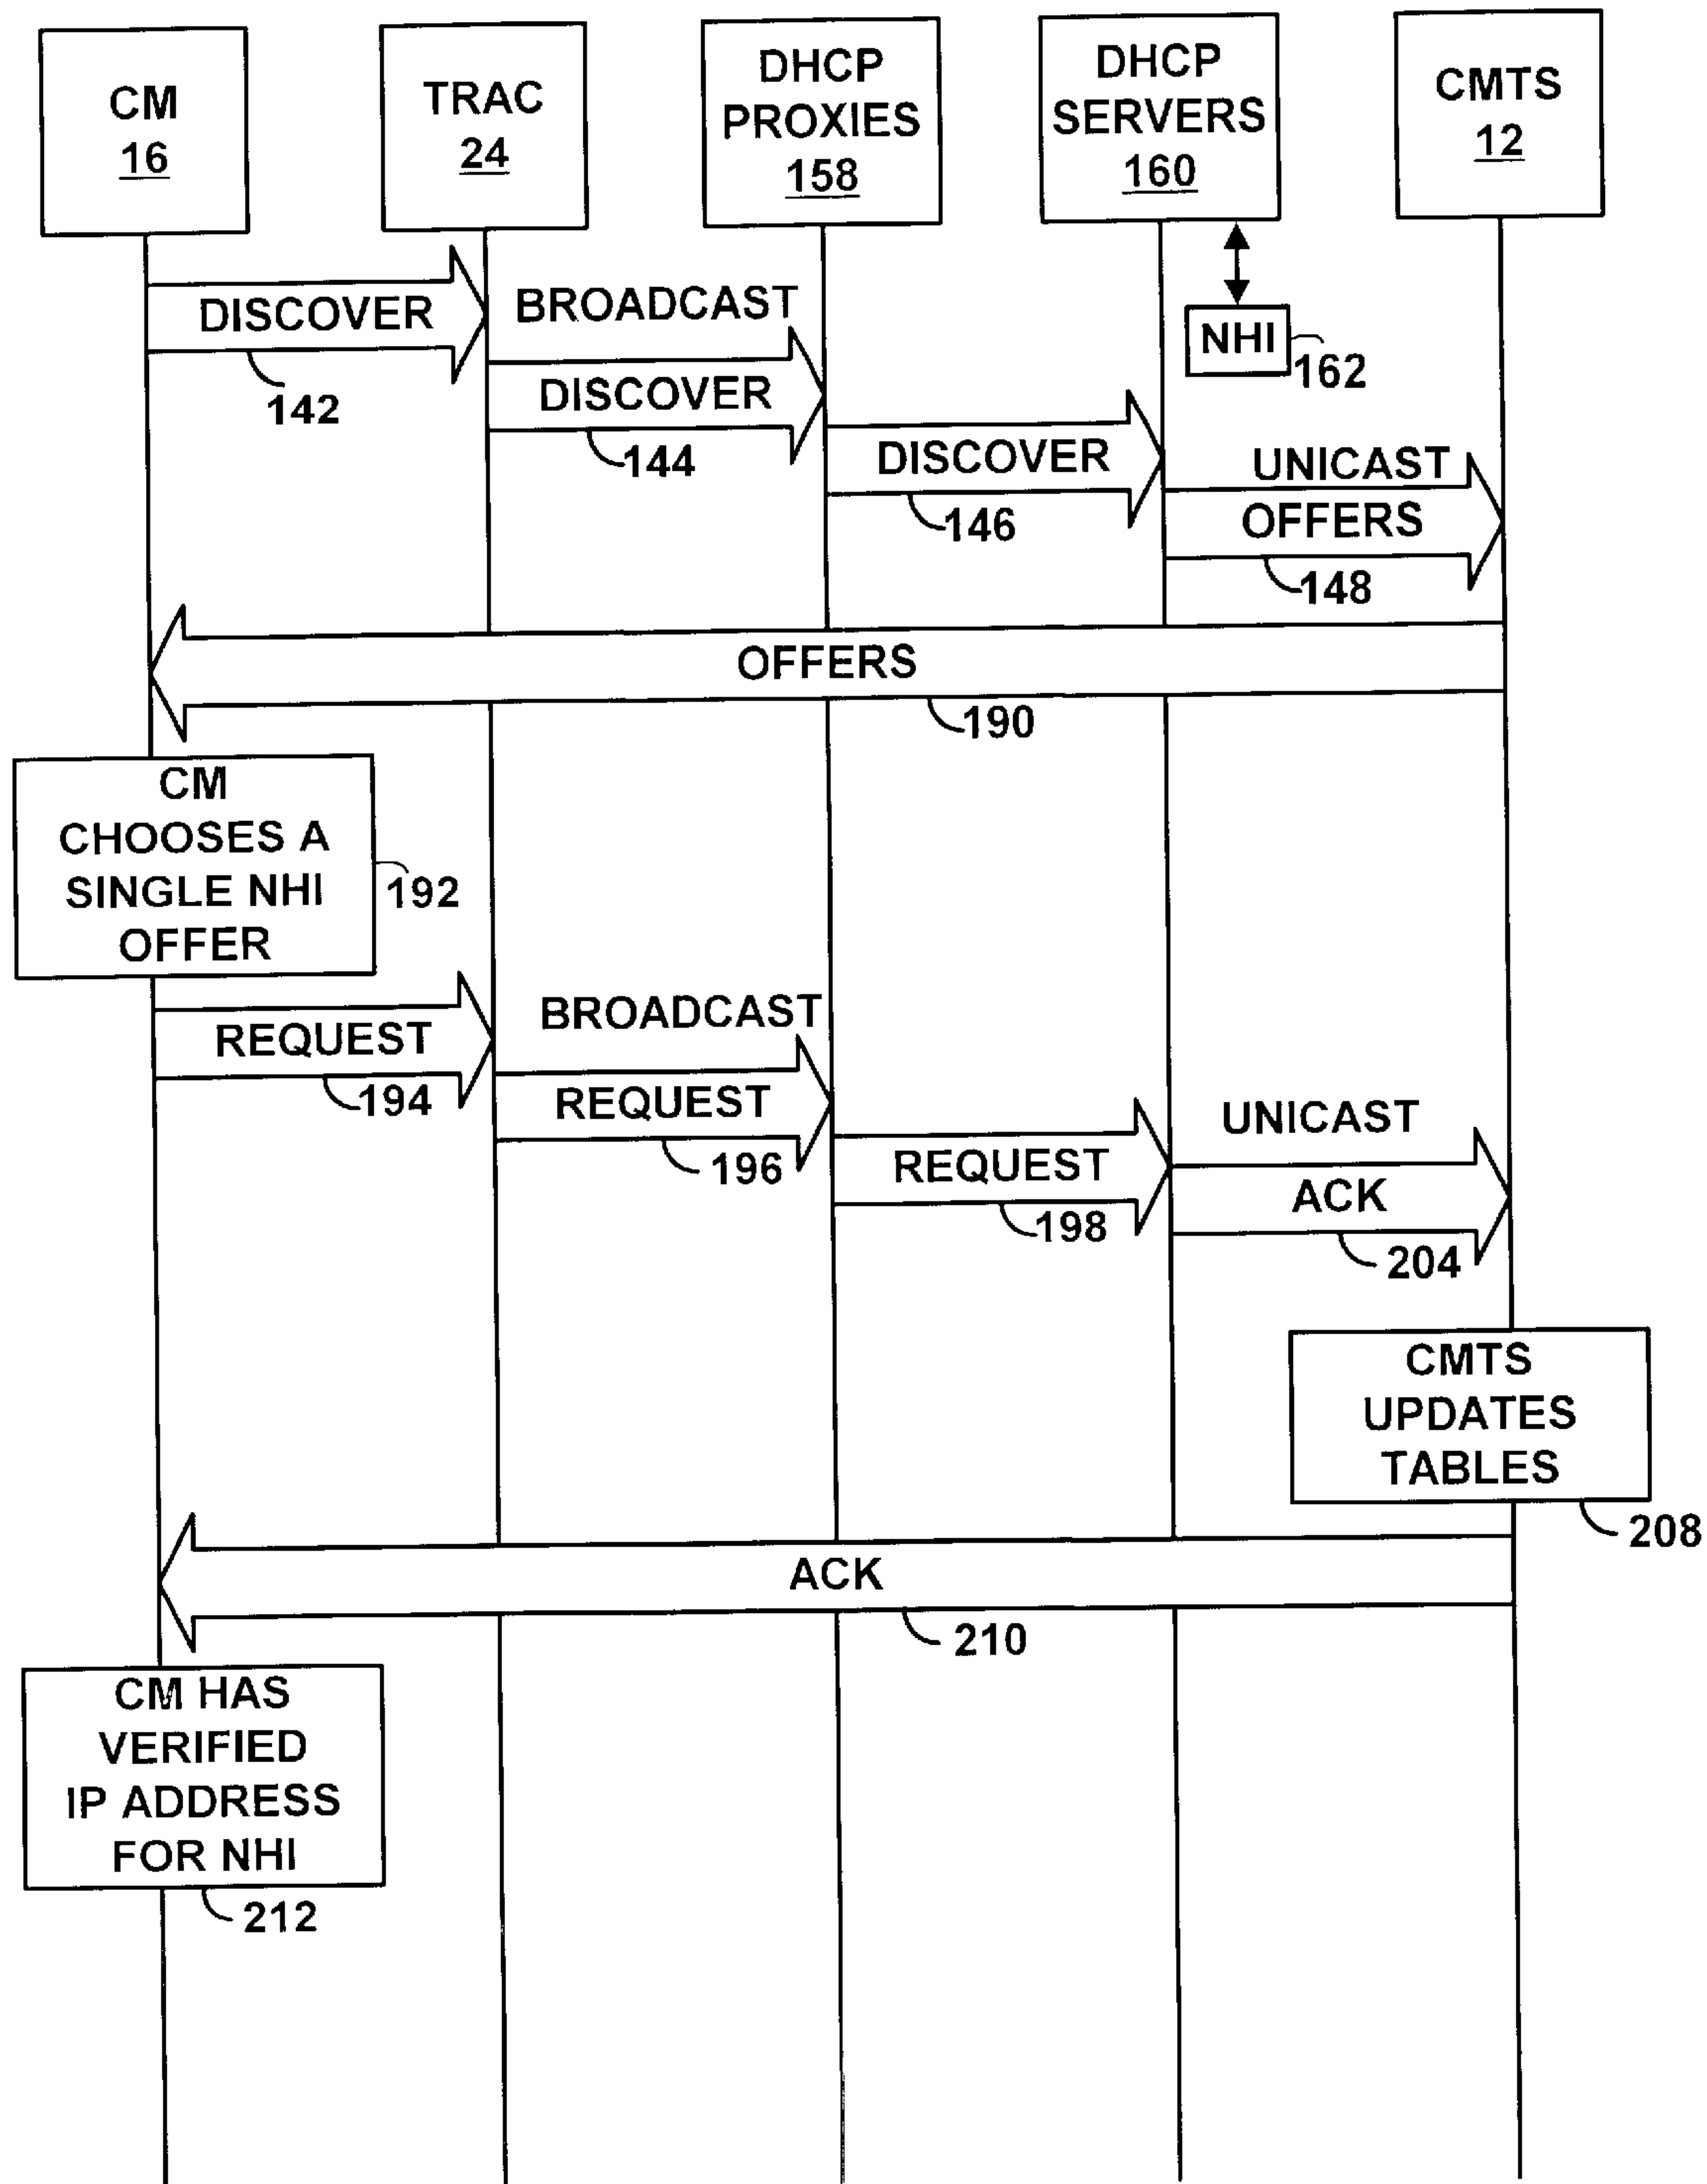 CM
16
TRAC
24
DHCP
PROXIES
158
DHCP
SERVERS
160
CMTS
12
DISCOVER
142
BROADCAST
DISCOVER
144
NHI
162
DISCOVER
146
UNICAST
OFFERS
148
OFFERS
190
CM
CHOOSES A
SINGLE NHI
OFFER
192
REQUEST
194
BROADCAST
REQUEST
196
REQUEST
198
UNICAST
ACK
204
CMTS
UPDATES
TABLES
208
ACK
210
CM HAS
VERIFIED
IP ADDRESS
FOR NHI
212